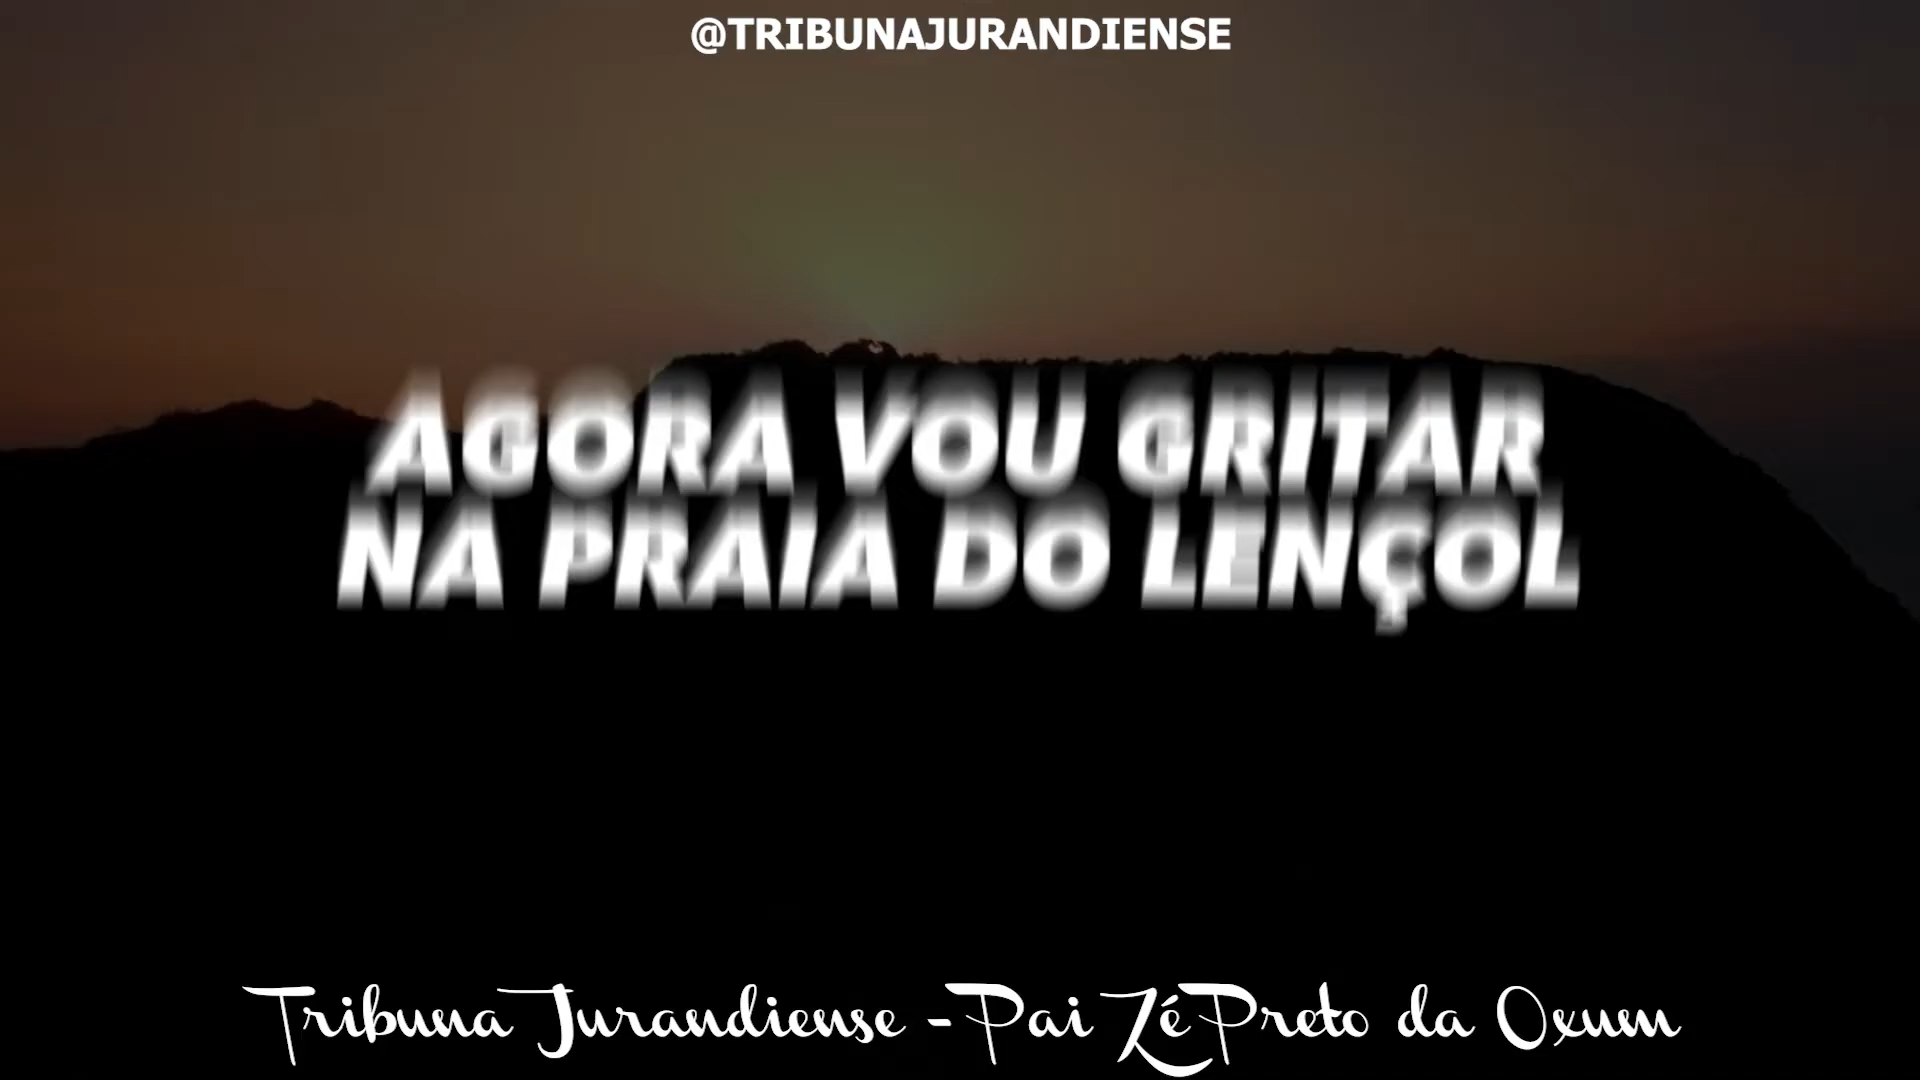 @TRIBUNAJURANDIENSE
AGORA VOU GRITAR
NA PRAIA DO LENÇOL
Tribuna Jurandiense - Pai Zé Preto da Oxum